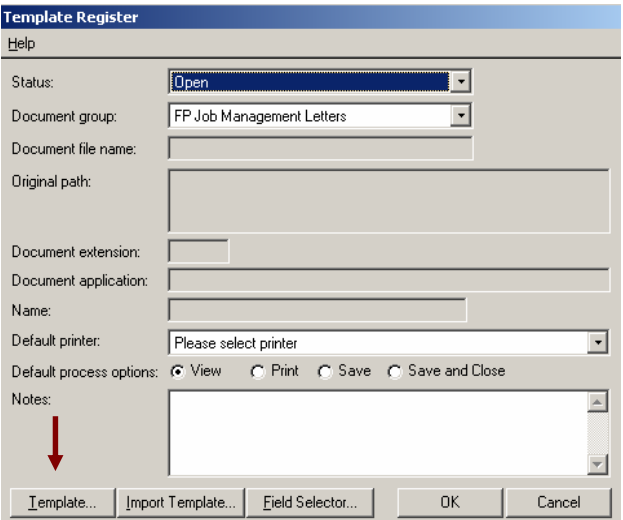 Template Register
Help
Status: Open
Document group: FP Job Management Letters
Document file name:
Original path:
Document extension:
Document application:
Name:
Default printer: Please select printer
Default process options: View Print Save Save and Close
Notes:
Template... Import Template... Field Selector... OK Cancel